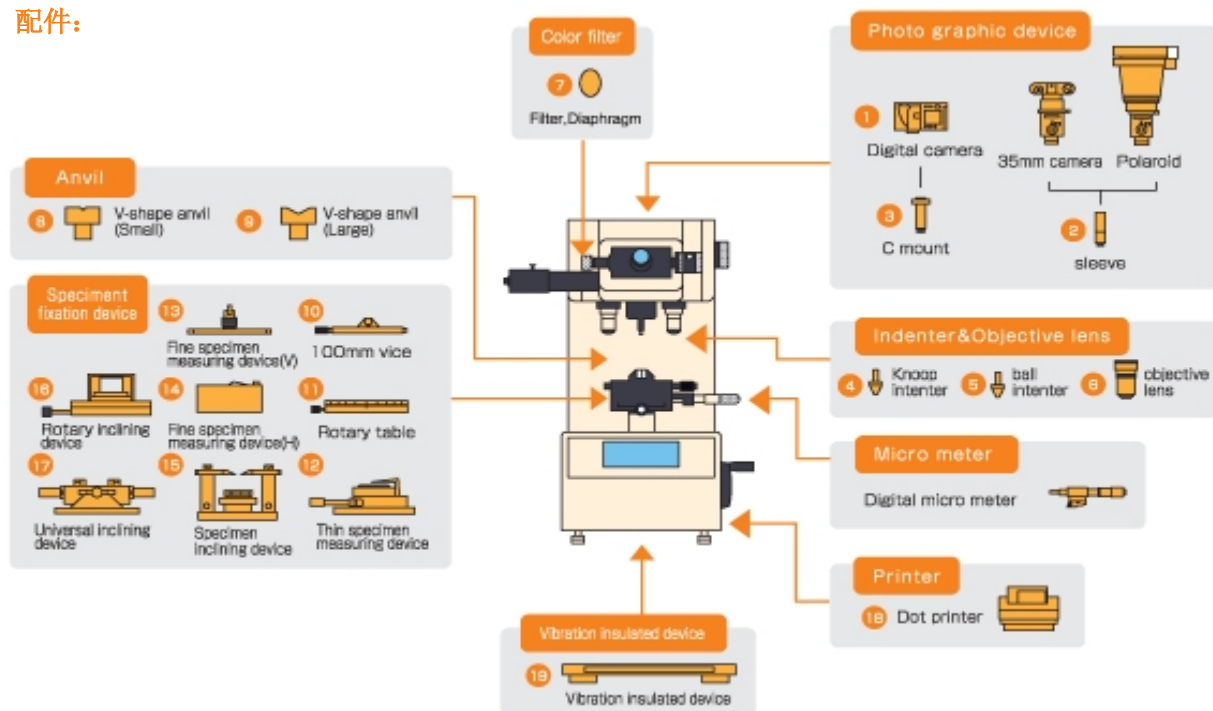 配件：
Color filter
7
Filter,Diaphragm
Photo graphic device
1
Digital camera
35mm camera
Polaroid
3
C mount
2
sleeve
Anvil
8
V-shape anvil
(Small)
9
V-shape anvil
(Large)
Speciment
fixation device
13
Fine specimen
measuring device(V)
10
100mm vice
16
Rotary inclining
device
14
Fine specimen
measuring device(H)
11
Rotary table
17
Universal inclining
device
15
Specimen
inclining device
12
Thin specimen
measuring device
Indenter&Objective lens
4
Knoop
intenter
5
ball
intenter
6
objective
lens
Micro meter
Digital micro meter
Printer
18
Dot printer
Vibration insulated device
19
Vibration insulated device